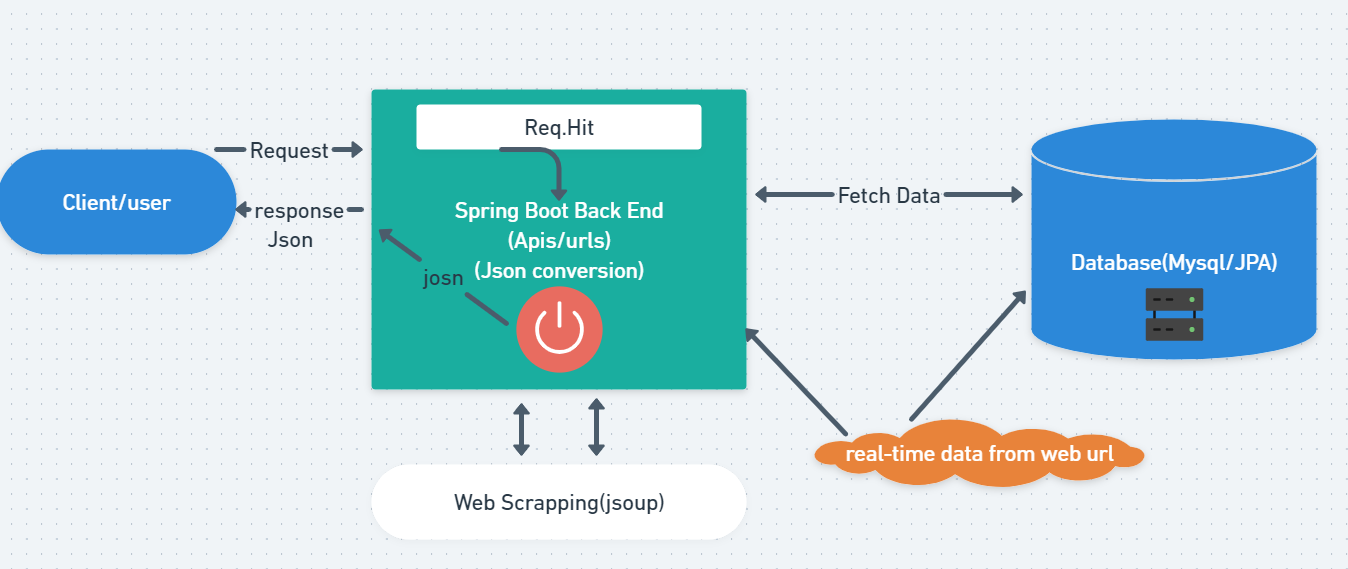 Req.Hit
Request
Client/user
response
Json
Spring Boot Back End
(Apis/urls)
(Json conversion)
josn
Fetch Data
Database(Mysql/JPA)
real-time data from web url
Web Scrapping(jsoup)